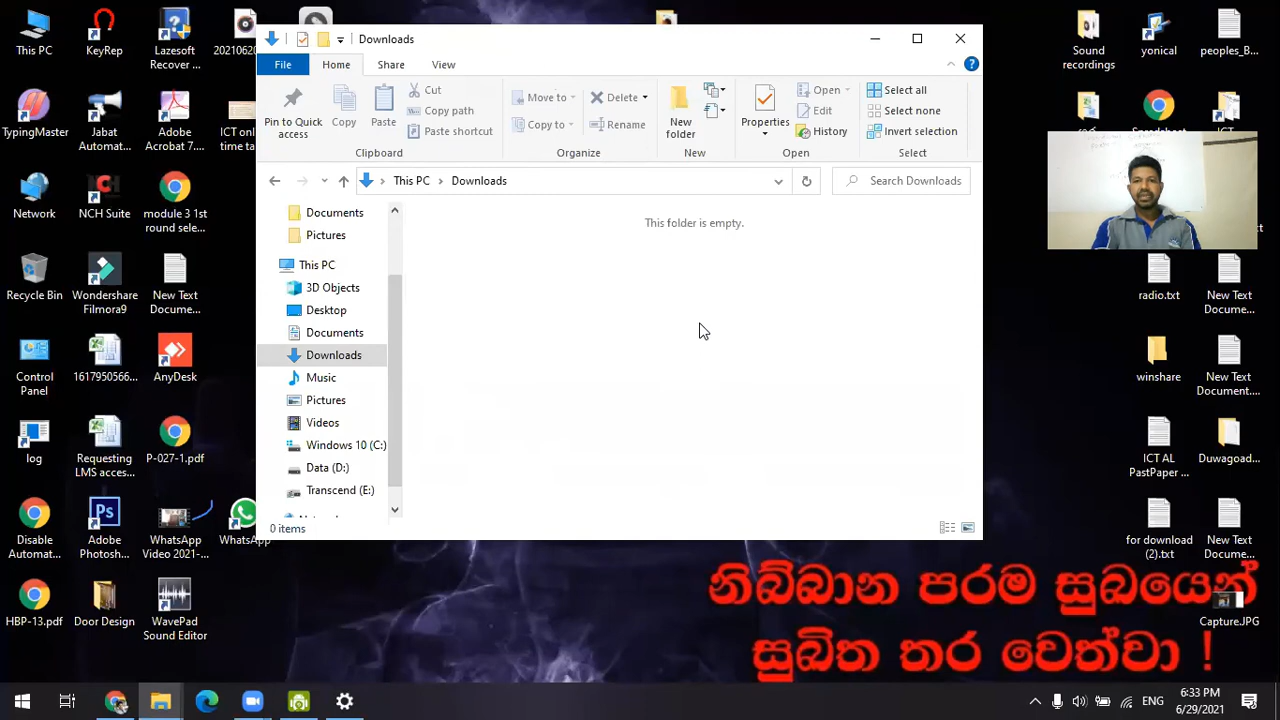 This PC
KeyRep
Lazesoft
Recover ...
20210620
Sound
recordings
yonical
peoples_B...
Downloads
File
Home
Share
View
Pin to Quick
access
Copy
Paste
Cut
Copy path
Paste shortcut
Clipboard
Move to
Copy to
Delete
Rename
Organize
New
folder
New
Properties
Open
Edit
History
Open
Select all
Select none
Invert selection
Select
This PC
Downloads
Search Downloads
Documents
Pictures
This PC
3D Objects
Desktop
Documents
Downloads
Music
Pictures
Videos
Windows 10 (C:)
Data (D:)
Transcend (E:)
This folder is empty.
0 items
TypingMaster
Jabat
Automat...
Adobe
Acrobat 7....
ICT onl
time ta
Network
NCH Suite
module 3 1st
round sele...
Recycle Bin
Wondershare
Filmora9
New Text
Docume...
Control
Panel
1617950566...
AnyDesk
log
Requesting
LMS acces...
P-027-1.pdf
Disable
Automat...
Adobe
Photosh...
WhatsApp
Video 2021-...
WhatsApp
HBP-13.pdf
Door Design
WavePad
Sound Editor
radio.txt
New Text
Docume...
winshare
New Text
Document....
ICT AL
PastPaper ...
Duwagoad...
for download
(2).txt
New Text
Docume...
Capture.JPG
නිබ්බාන පරම සුඛයෙන්
සුඛිත තර වෙත්වා !
ENG
6:33 PM
6/29/2021